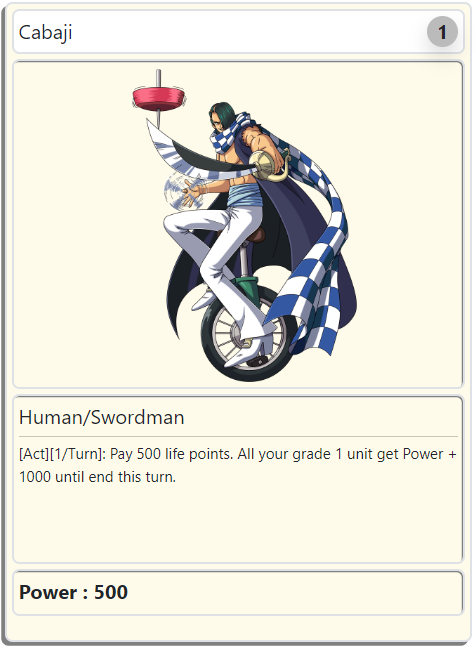 Cabaji 1
Human/Swordman
[Act][1/Turn]: Pay 500 life points. All your grade 1 unit get Power +
1000 until end this turn.
Power : 500